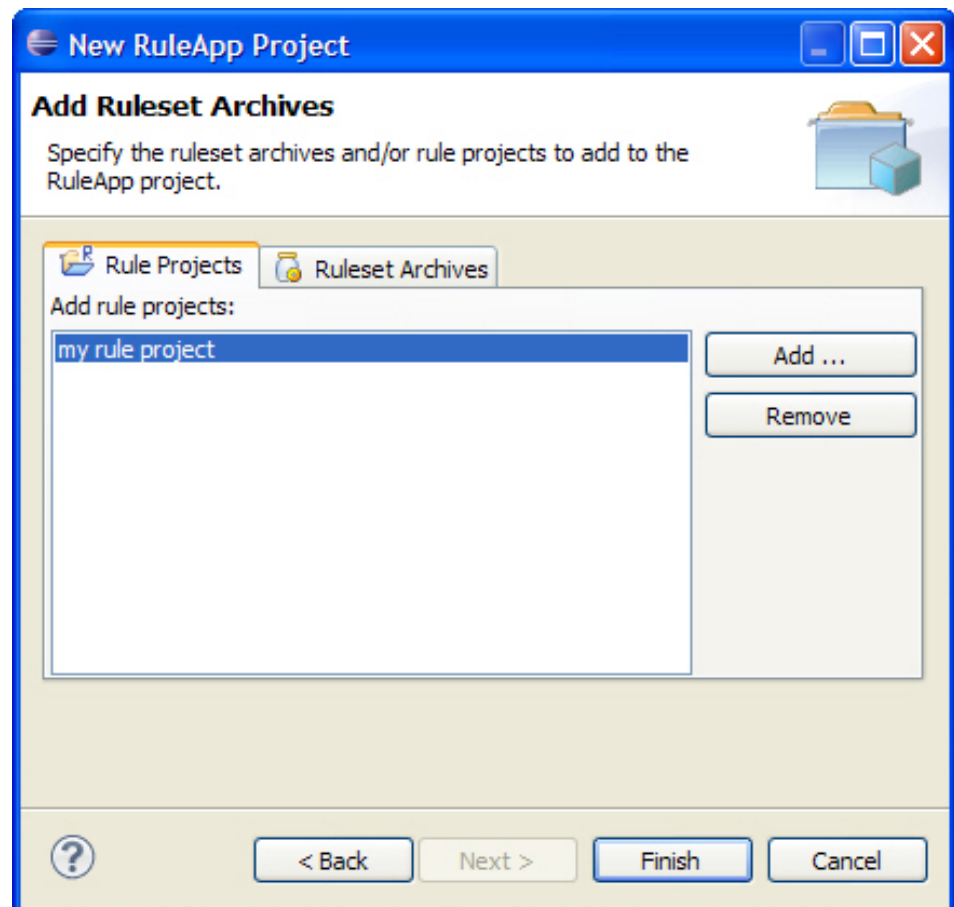 New RuleApp Project
Add Ruleset Archives
Specify the ruleset archives and/or rule projects to add to the
RuleApp project.
R Rule Projects Ruleset Archives
Add rule projects:
my rule project
Add ...
Remove
? < Back Next > Finish Cancel